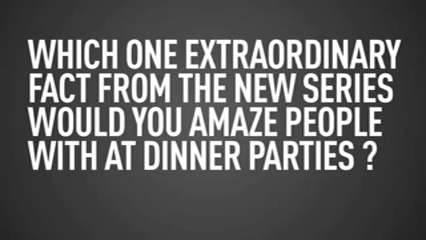 WHICH ONE EXTRAORDINARY
FACT FROM THE NEW SERIES
WOULD YOU AMAZE PEOPLE
WITH AT DINNER PARTIES ?